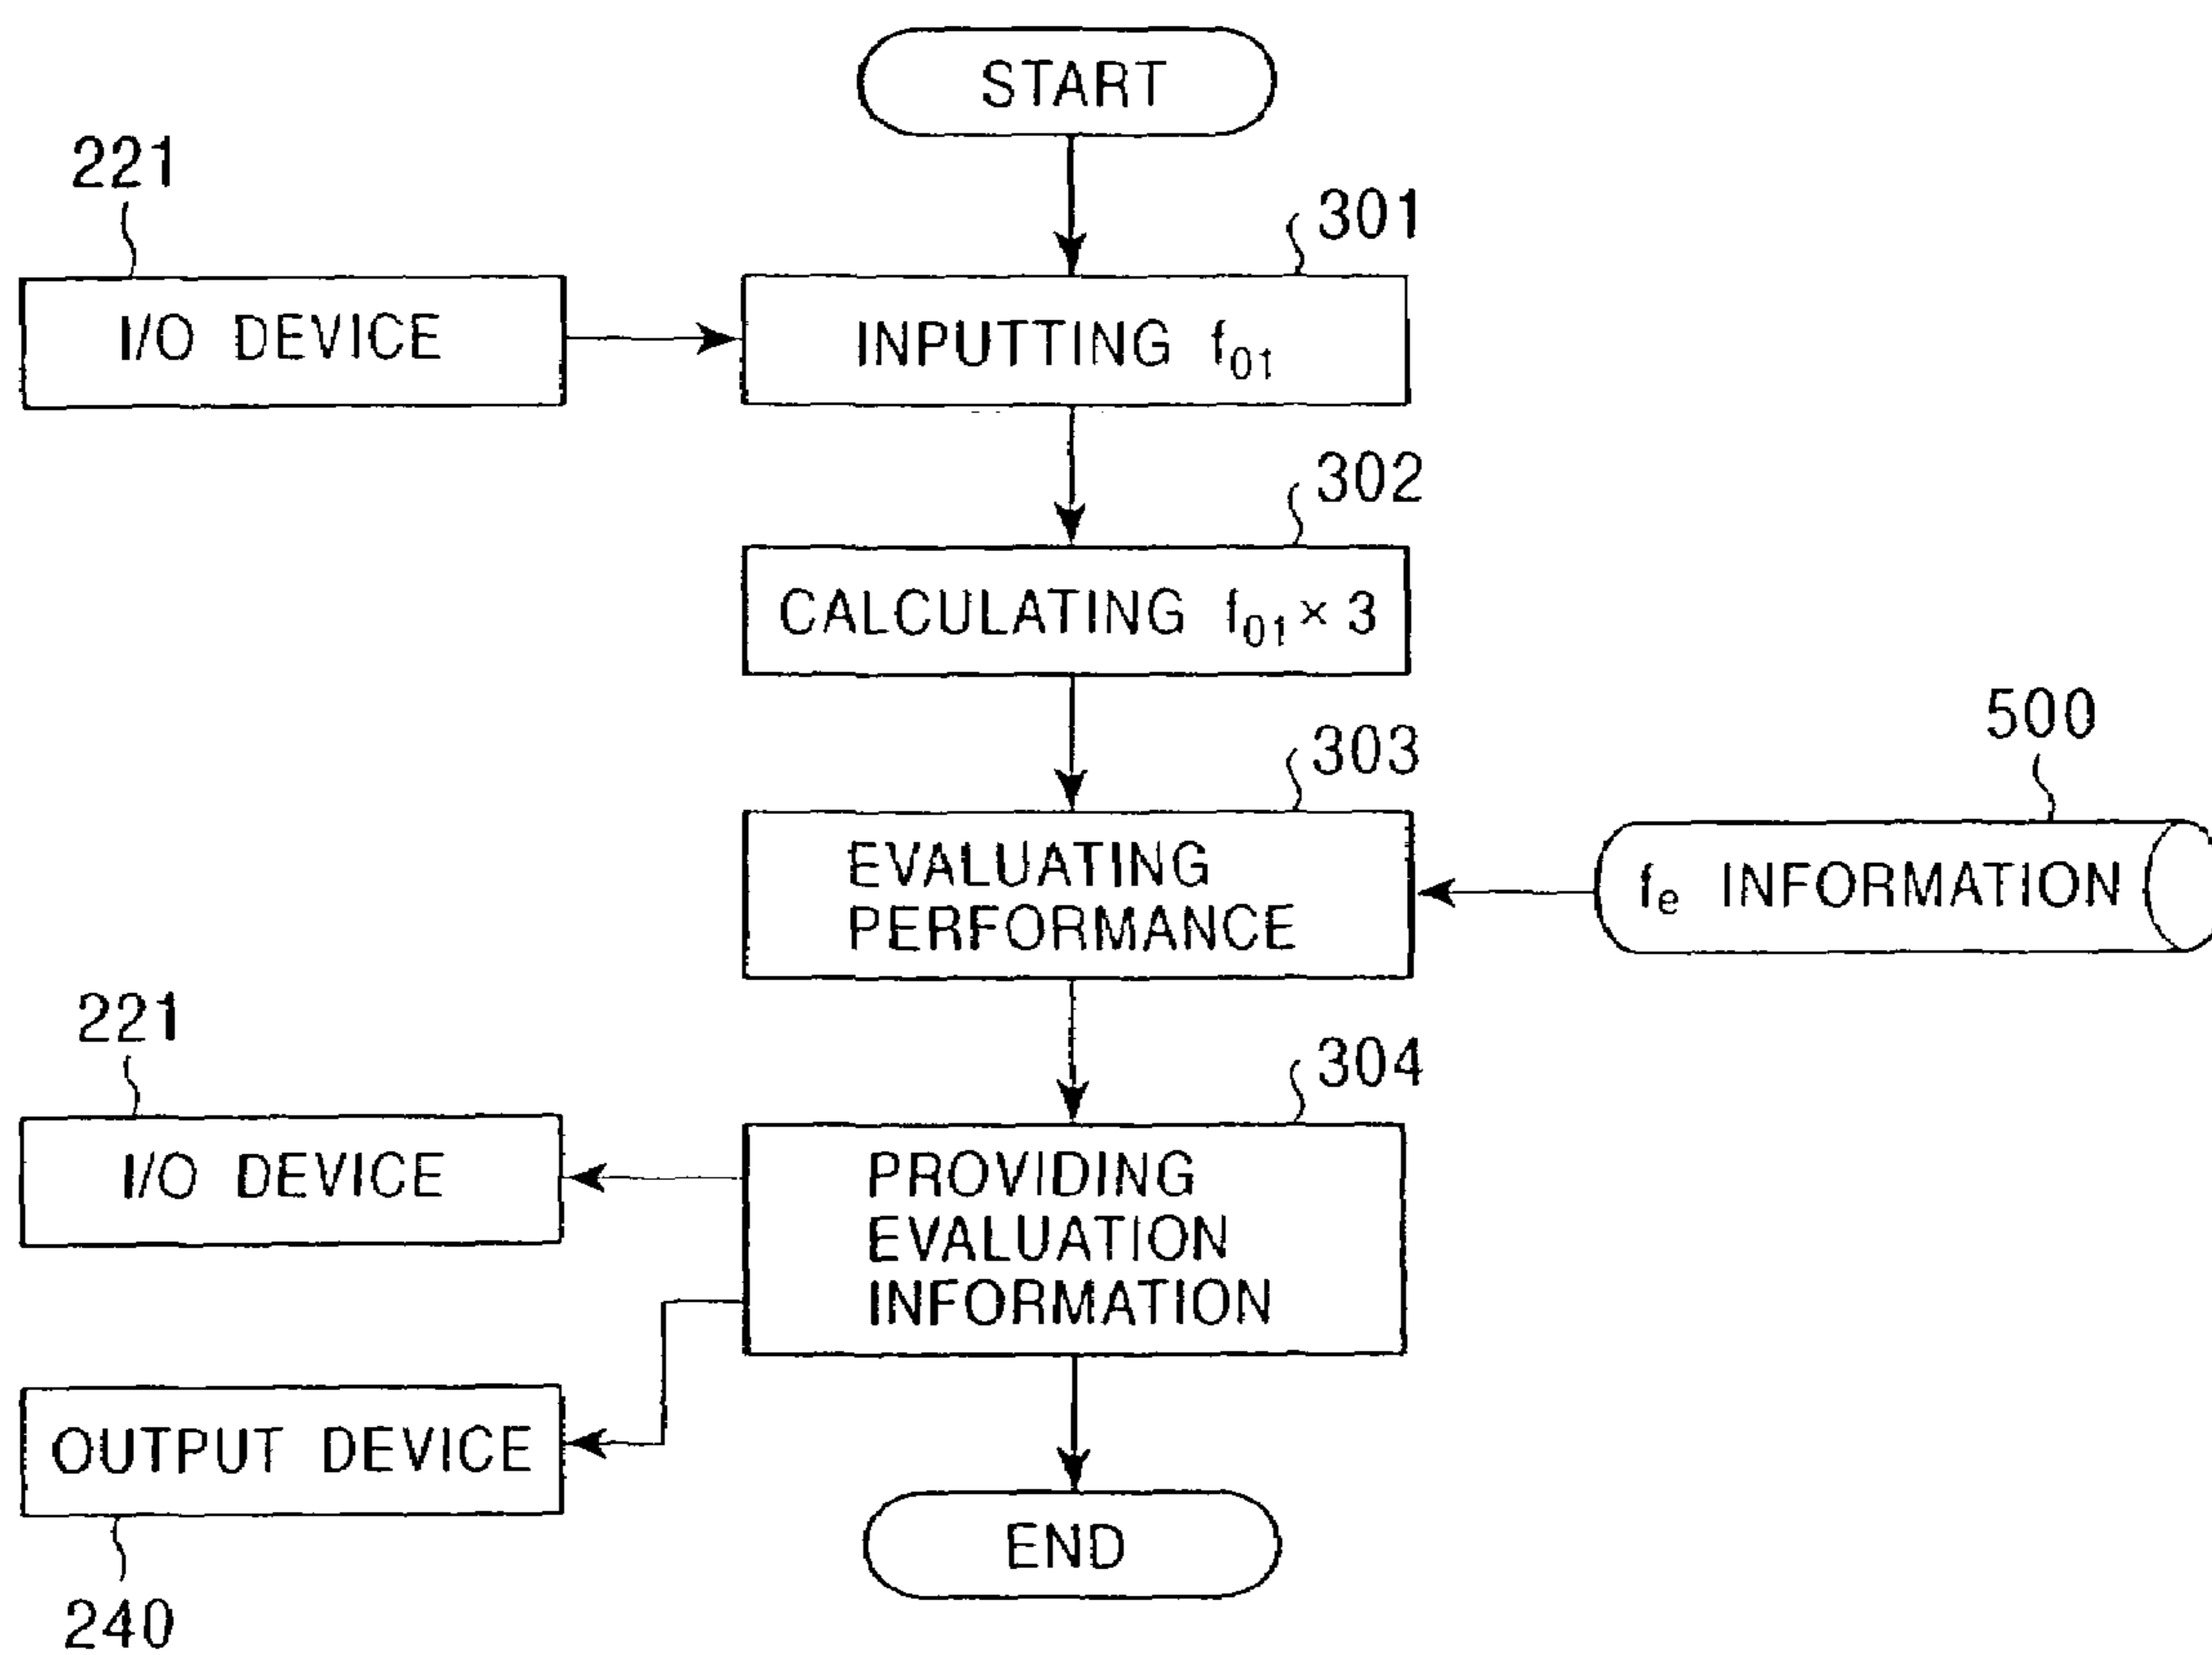 START
221
301
I/O DEVICE
INPUTTING f01
302
CALCULATING f01 × 3
303
500
EVALUATING
PERFORMANCE
fe INFORMATION
221
304
I/O DEVICE
PROVIDING
EVALUATION
INFORMATION
OUTPUT DEVICE
240
END